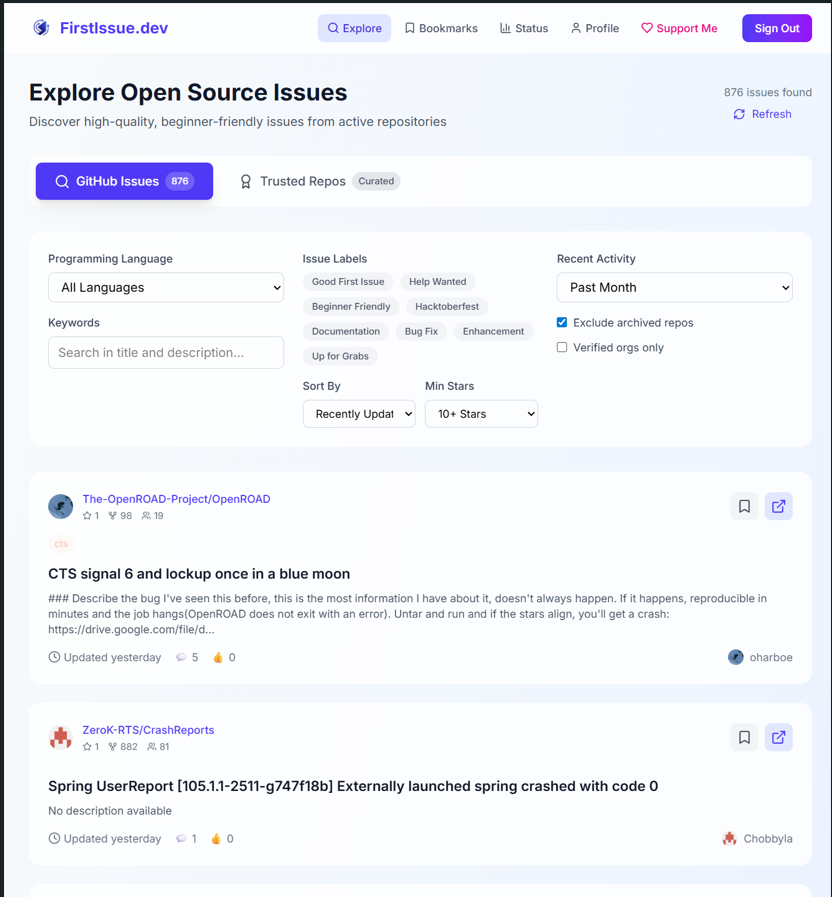 FirstIssue.dev
Explore
Bookmarks
Status
Profile
Support Me
Sign Out
Explore Open Source Issues
876 issues found
Discover high-quality, beginner-friendly issues from active repositories
Refresh
GitHub Issues 876
Trusted Repos Curated
Programming Language
All Languages
Keywords
Search in title and description...
Issue Labels
Good First Issue Help Wanted
Beginner Friendly Hacktoberfest
Documentation Bug Fix Enhancement
Up for Grabs
Sort By
Recently Updat
Min Stars
10+ Stars
Recent Activity
Past Month
Exclude archived repos
Verified orgs only
The-OpenROAD-Project/OpenROAD
1 98 19
cts
CTS signal 6 and lockup once in a blue moon
### Describe the bug I've seen this before, this is the most information I have about it, doesn't always happen. If it happens, reproducible in
minutes and the job hangs(OpenROAD does not exit with an error). Untar and run and if the stars align, you'll get a crash:
https://drive.google.com/file/d...
Updated yesterday 5 0
oharboe
ZeroK-RTS/CrashReports
1 882 81
Spring UserReport [105.1.1-2511-g747f18b] Externally launched spring crashed with code 0
No description available
Updated yesterday 1 0
Chobbyla